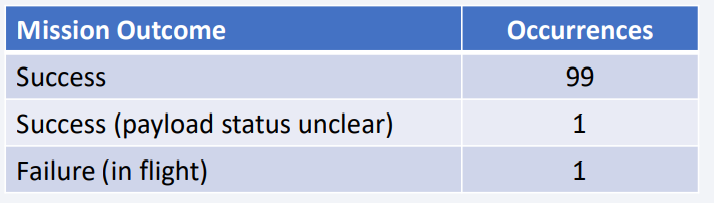 Mission Outcome Occurrences
Success 99
Success (payload status unclear) 1
Failure (in flight) 1